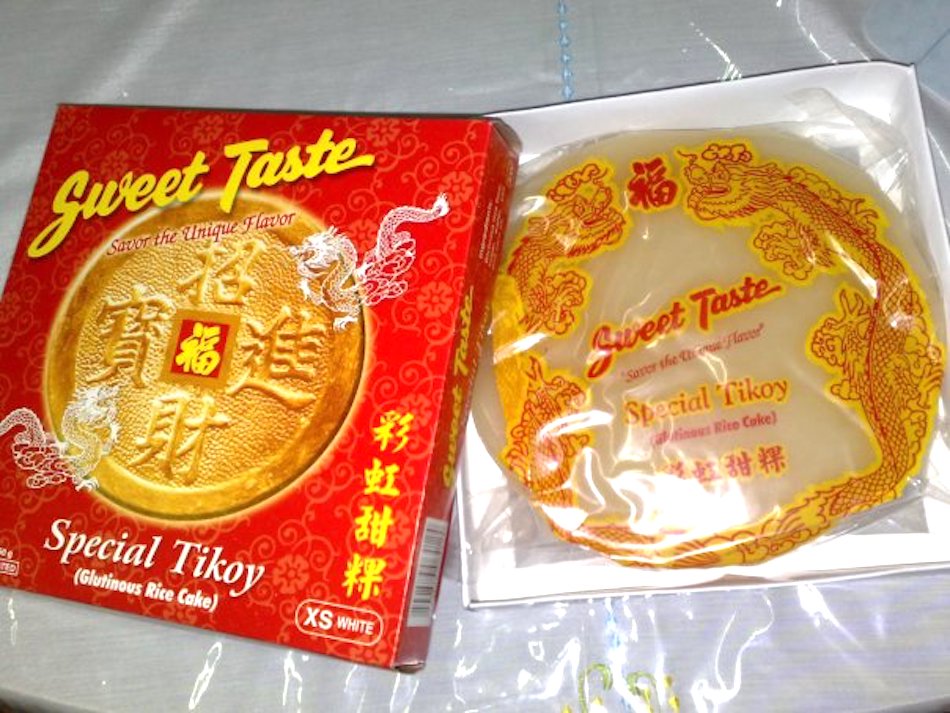 Sweet Taste
Savor the Unique Flavor
招
寶 福 進
財
彩虹甜粿
Special Tikoy
(Glutinous Rice Cake)
XS WHITE
Sweet Taste
福
Sweet Taste
"Savor the Unique Flavor"
Special Tikoy
(Glutinous Rice Cake)
彩虹甜粿